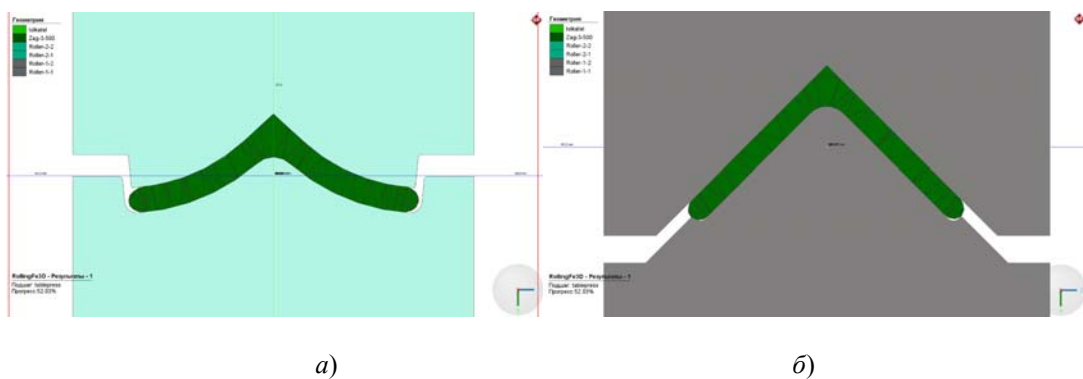 Геометрия
tolkatel
Zag-3-500
Roller-2-2
Roller-2-1
Roller-1-2
Roller-1-1
RollingFe3D - Результаты - 1
Подшаг: tablepress
Прогресс:52.83%
Геометрия
tolkatel
Zag-3-500
Roller-2-2
Roller-2-1
Roller-1-2
Roller-1-1
RollingFe3D - Результаты - 1
Подшаг: tablepress
Прогресс:52.83%
а)
б)